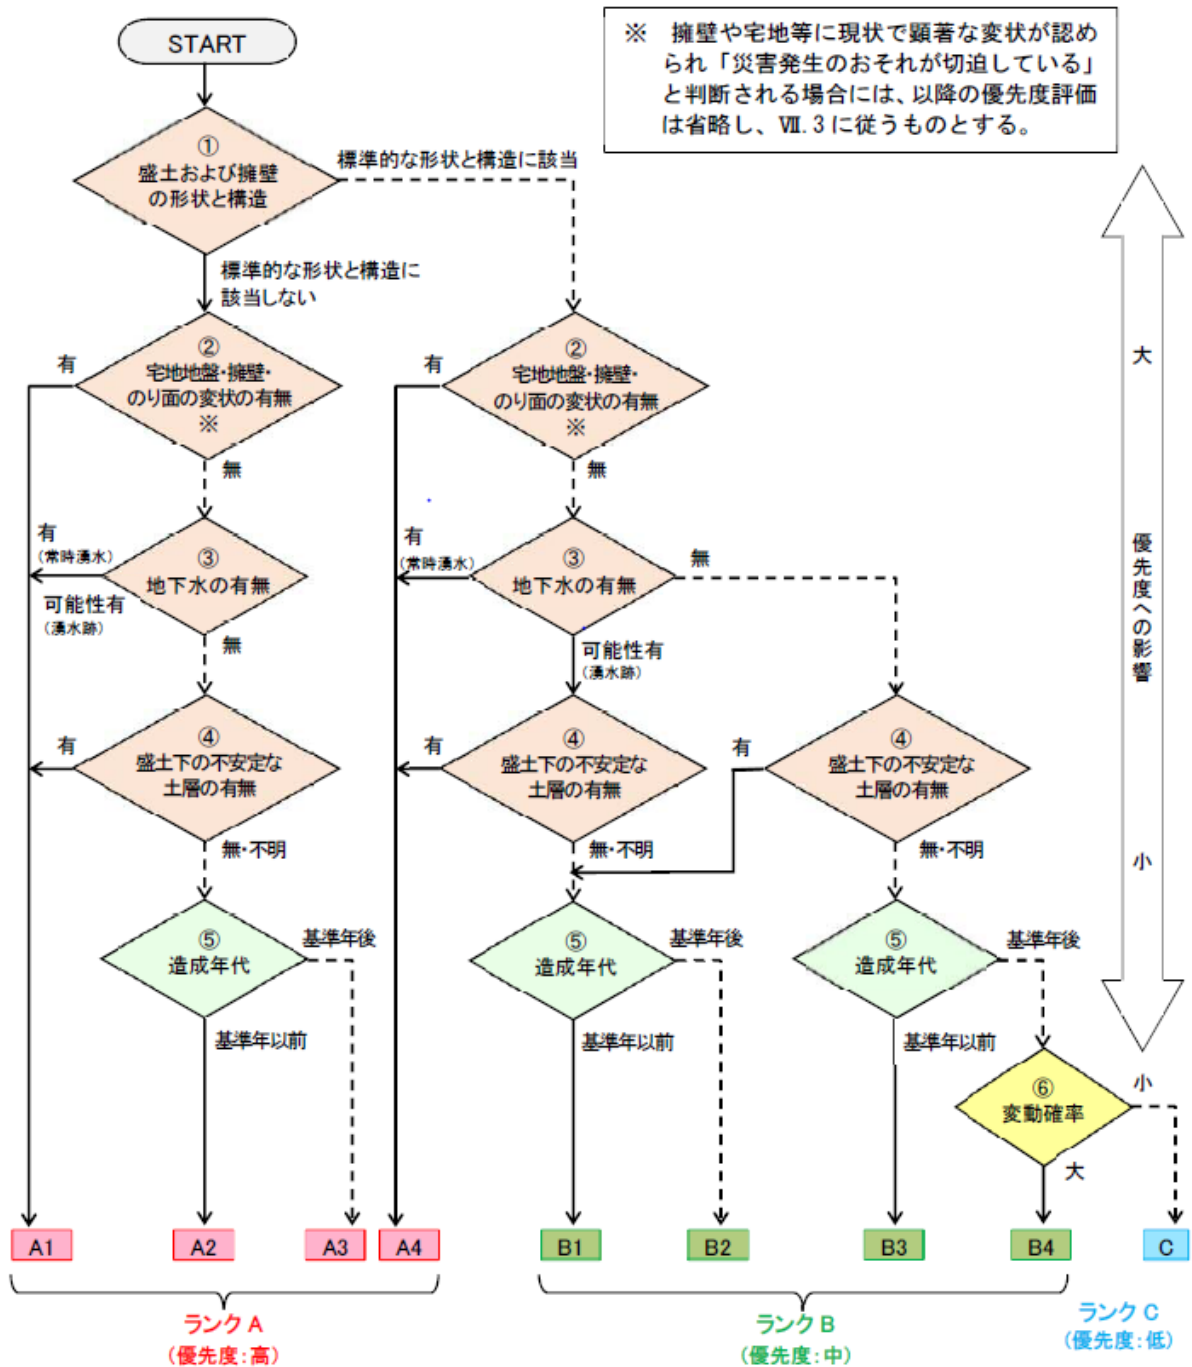 START
※ 擁壁や宅地等に現状で顕著な変状が認め
られ「災害発生のおそれが切迫している」
と判断される場合には、以降の優先度評価
は省略し、Ⅶ.3に従うものとする。
①
盛土および擁壁
の形状と構造
標準的な形状と構造に該当
標準的な形状と構造に
該当しない
②
宅地地盤・擁壁・
のり面の変状の有無
※
有
無
②
宅地地盤・擁壁・
のり面の変状の有無
※
有
無
大
優先度への影響
小
③
地下水の有無
有
(常時湧水)
可能性有
(湧水跡)
無
③
地下水の有無
有
(常時湧水)
無
可能性有
(湧水跡)
④
盛土下の不安定な
土層の有無
有
無・不明
④
盛土下の不安定な
土層の有無
有
無・不明
④
盛土下の不安定な
土層の有無
有
無・不明
⑤
造成年代
基準年後
基準年以前
⑤
造成年代
基準年後
基準年以前
⑤
造成年代
基準年後
基準年以前
⑥
変動確率
小
大
A1
A2
A3
A4
B1
B2
B3
B4
C
ランク A
(優先度:高)
ランク B
(優先度:中)
ランク C
(優先度:低)